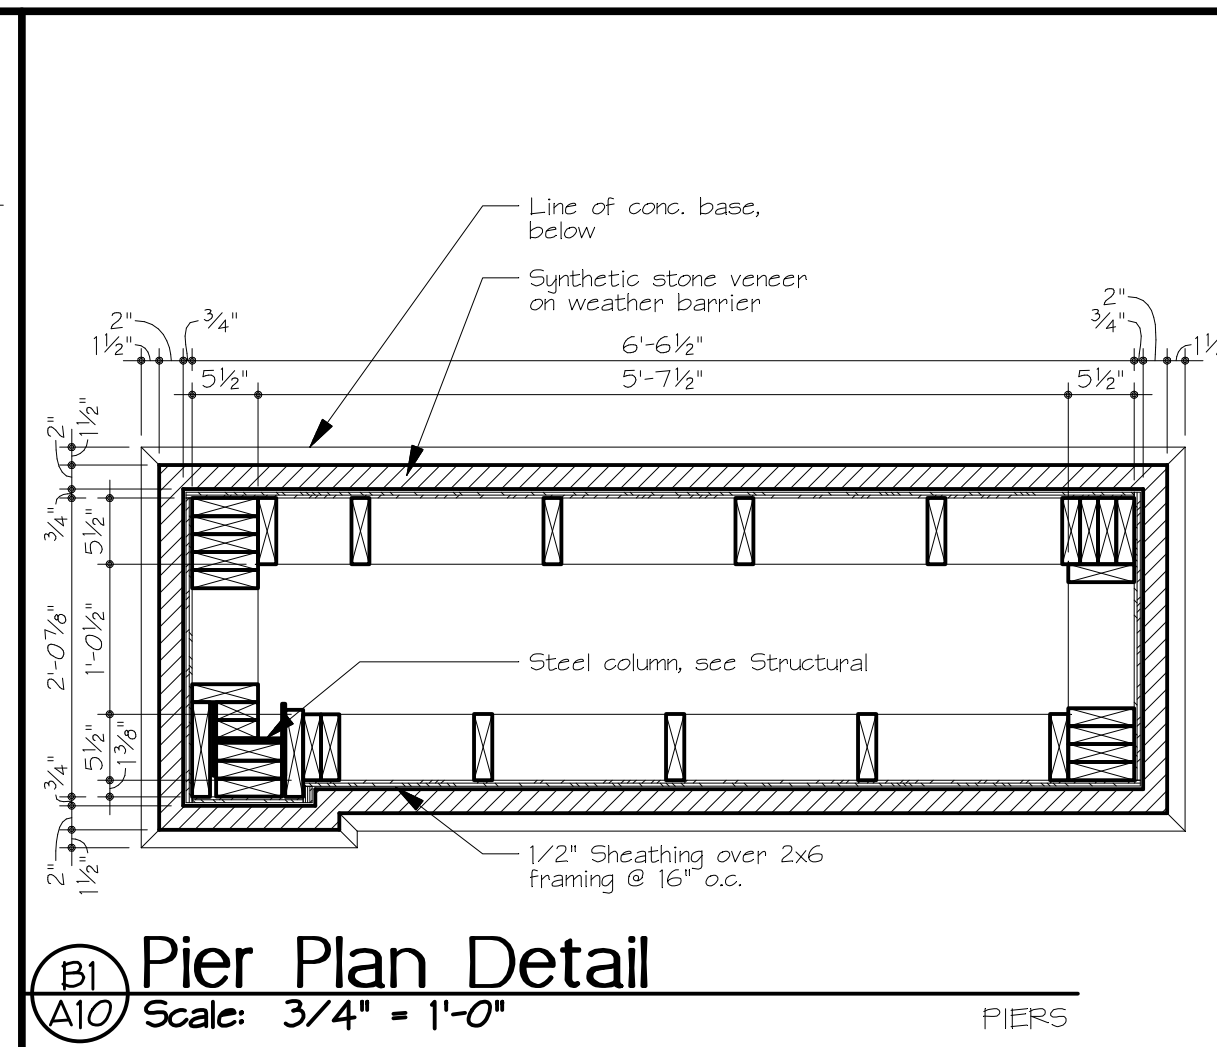 Line of conc. base,
below
Synthetic stone veneer
on weather barrier
2"
3/4"
1½"
6'-6½"
2"
3/4"
5½"
5'-7½"
5½"
2"
1½"
3/4"
5½"
2'-0⅞"
1'-0½"
Steel column, see Structural
3/4"
5½"
1⅜"
2"
1½"
1/2" Sheathing over 2x6
framing @ 16" o.c.
B1
A10
Pier Plan Detail
Scale: 3/4" = 1'-0"
PIERS